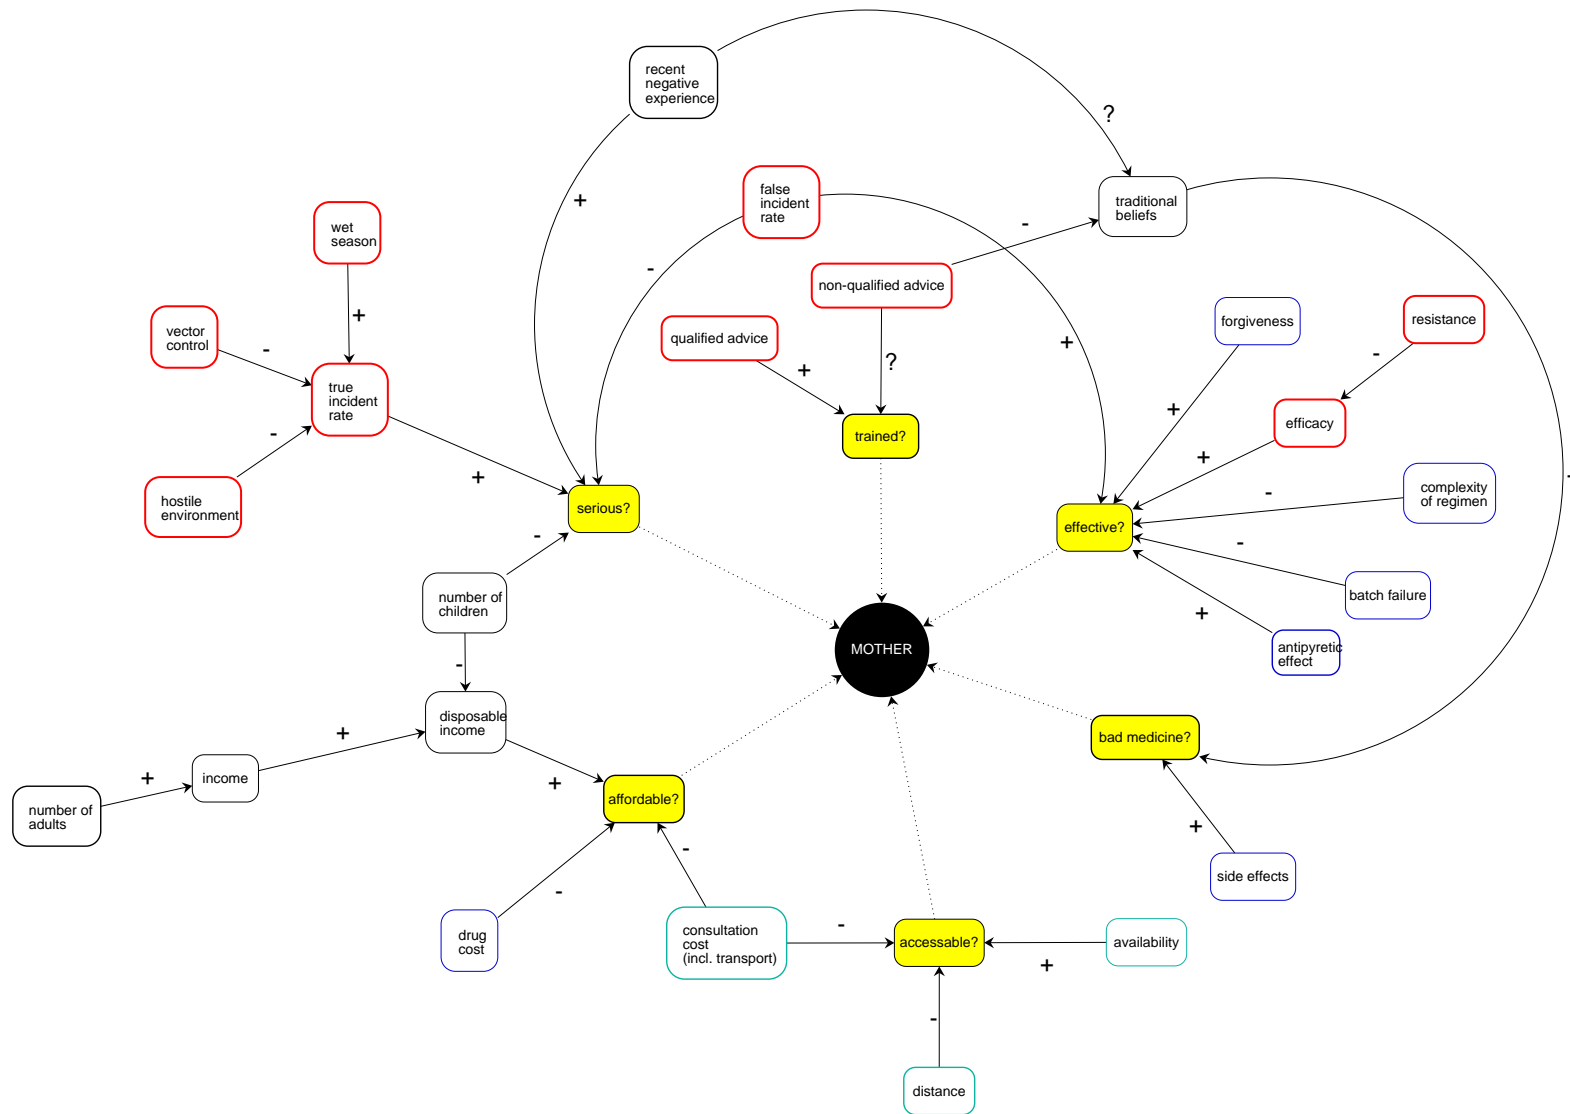 recent
negative
experience
?
false
incident
rate
+
traditional
beliefs
wet
season
-
-
non-qualified advice
forgiveness
resistance
vector
control
+
-
qualified advice
+
?
+
-
true
incident
rate
-
+
efficacy
trained?
+
+
-
complexity
of regimen
-
hostile
environment
serious?
effective?
-
-
number of
children
batch failure
+
MOTHER
antipyretic
effect
-
disposable
income
bad medicine?
+
+
income
+
affordable?
number of
adults
+
-
side effects
-
drug
cost
consultation
cost
(incl. transport)
-
accessable?
availability
+
-
distance